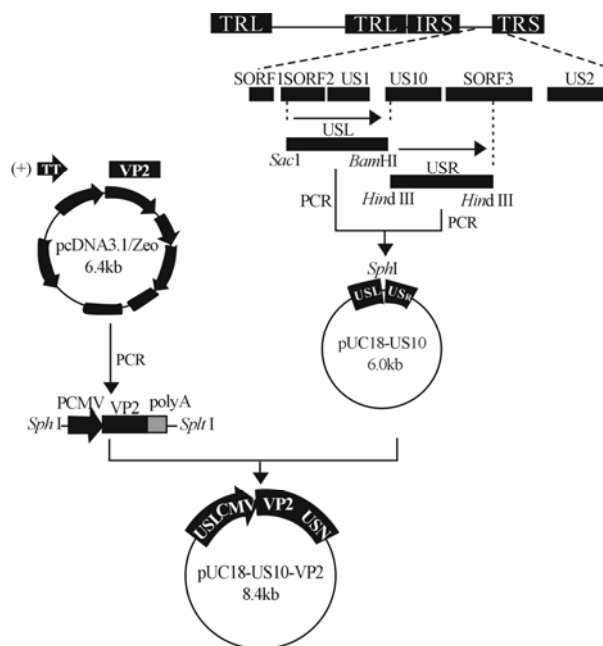 TRL TRL IRS TRS
SORF1 SORF2 US1 US10 SORF3 US2
USL
SacI BamHI
USR
Hind III Hind III
PCR PCR
(+) TT VP2
pcDNA3.1/Zeo
6.4kb
SphI
USL USR
pUC18-US10
6.0kb
PCR
PCMV VP2 polyA
Sph I Splt I
USL CMV VP2 USN
pUC18-US10-VP2
8.4kb